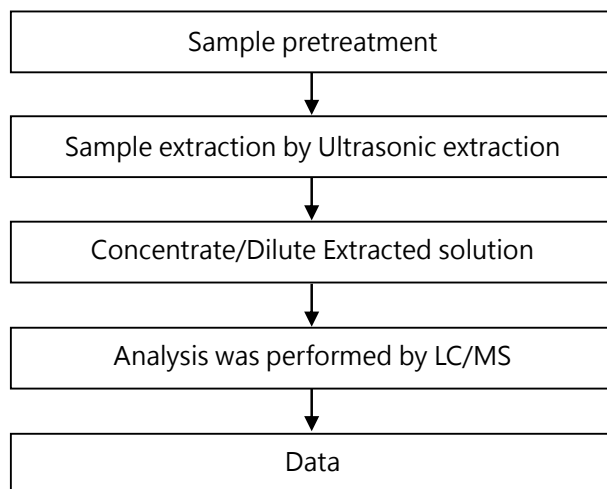 Sample pretreatment
Sample extraction by Ultrasonic extraction
Concentrate/Dilute Extracted solution
Analysis was performed by LC/MS
Data